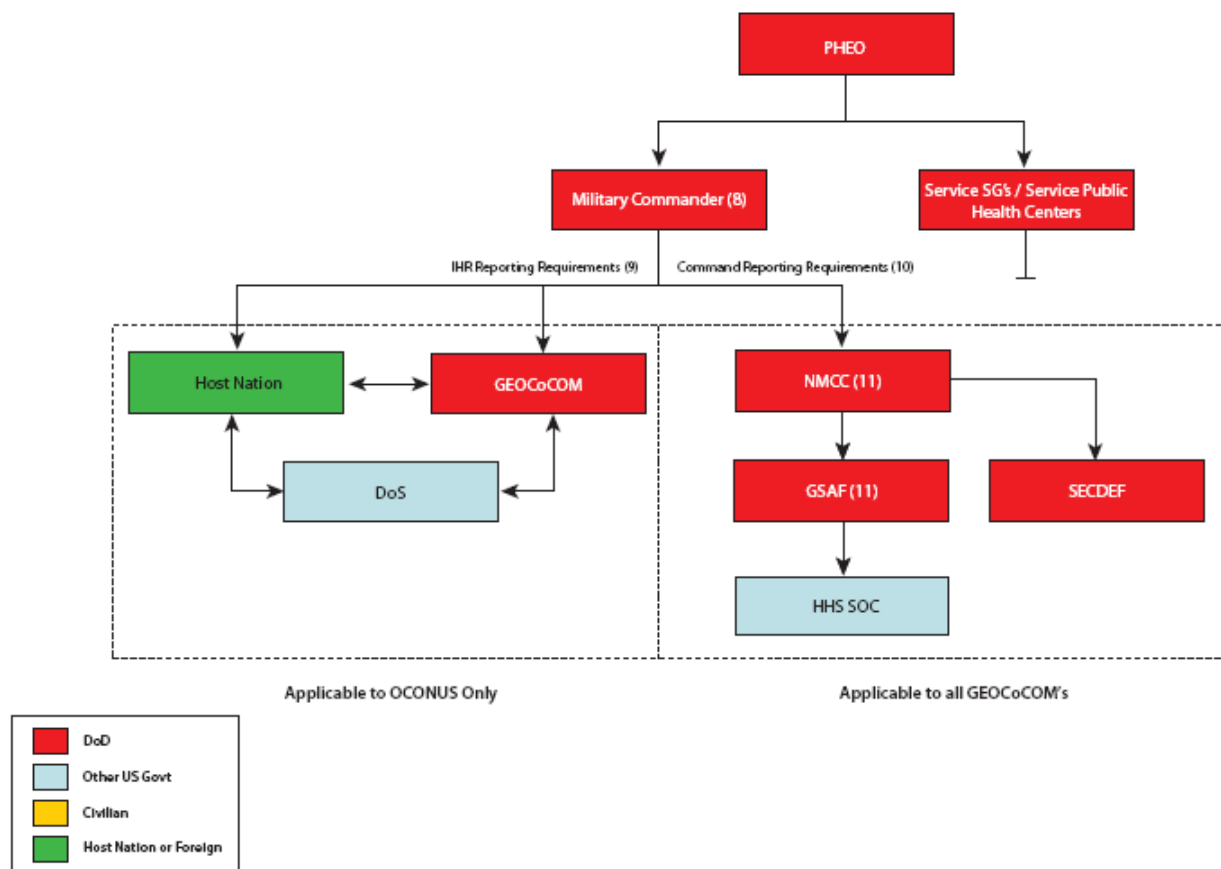 PHEO
Military Commander (8)
Service SG's / Service Public
Health Centers
IHR Reporting Requirements (9)
Command Reporting Requirements (10)
Host Nation
GEOCoCOM
NMCC (11)
DoS
GSAF (11)
SECDEF
HHS SOC
Applicable to OCONUS Only
Applicable to all GEOCoCOM's
DoD
Other US Govt
Civilian
Host Nation or Foreign